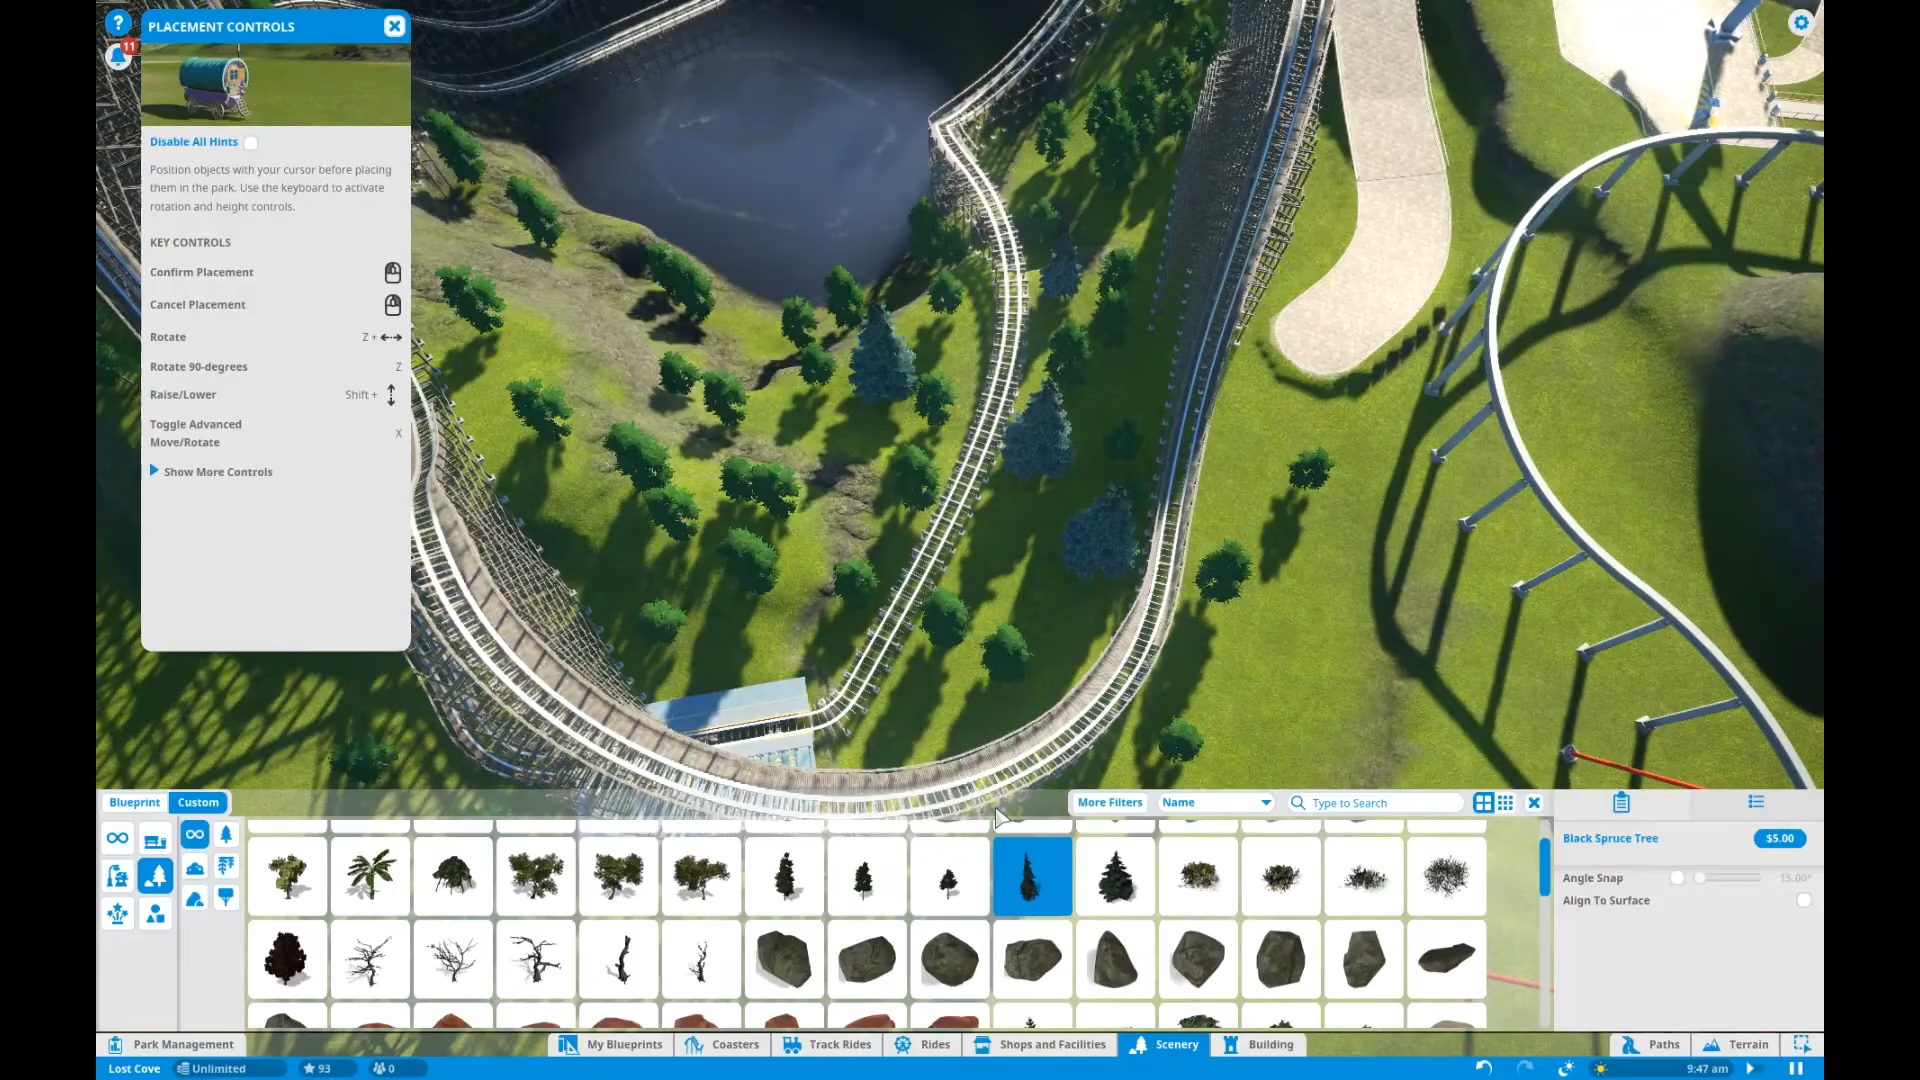 ?
PLACEMENT CONTROLS
11
Disable All Hints
Position objects with your cursor before placing
them in the park. Use the keyboard to activate
rotation and height controls.
KEY CONTROLS
Confirm Placement
Cancel Placement
Rotate Z +
Rotate 90-degrees Z
Raise/Lower Shift +
Toggle Advanced
Move/Rotate X
Show More Controls
Blueprint Custom More Filters Name Type to Search
Black Spruce Tree $5.00
Angle Snap 15.00°
Align To Surface
Park Management My Blueprints Coasters Track Rides Rides Shops and Facilities Scenery Building Paths Terrain
Lost Cove Unlimited 93 0 9:47 am